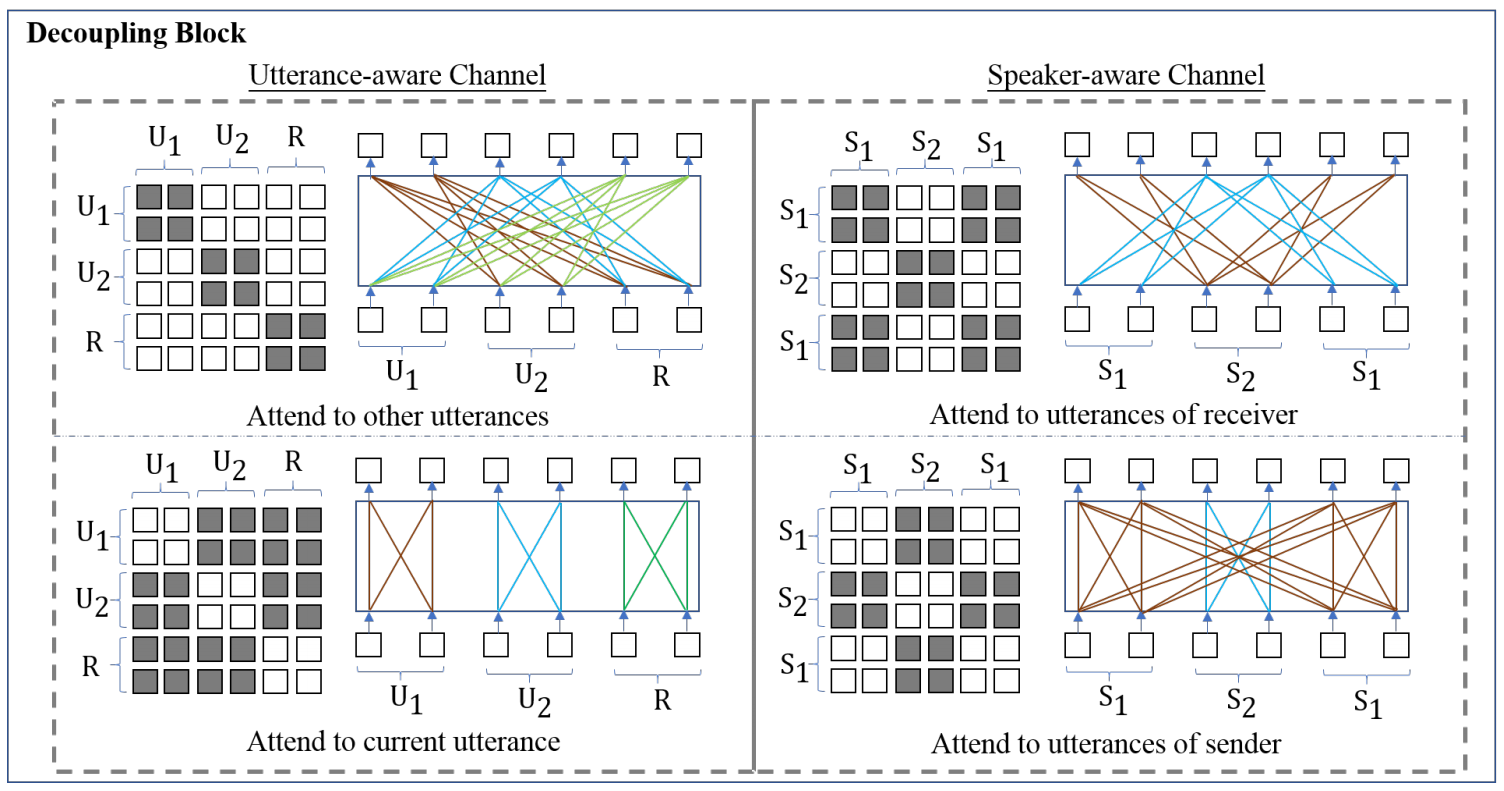 Decoupling Block
Utterance-aware Channel
Speaker-aware Channel
U1 U2 R
U1
U2
R
U1 U2 R
Attend to other utterances
S1 S2 S1
S1
S2
S1
S1 S2 S1
Attend to utterances of receiver
U1 U2 R
U1
U2
R
U1 U2 R
Attend to current utterance
S1 S2 S1
S1
S2
S1
S1 S2 S1
Attend to utterances of sender